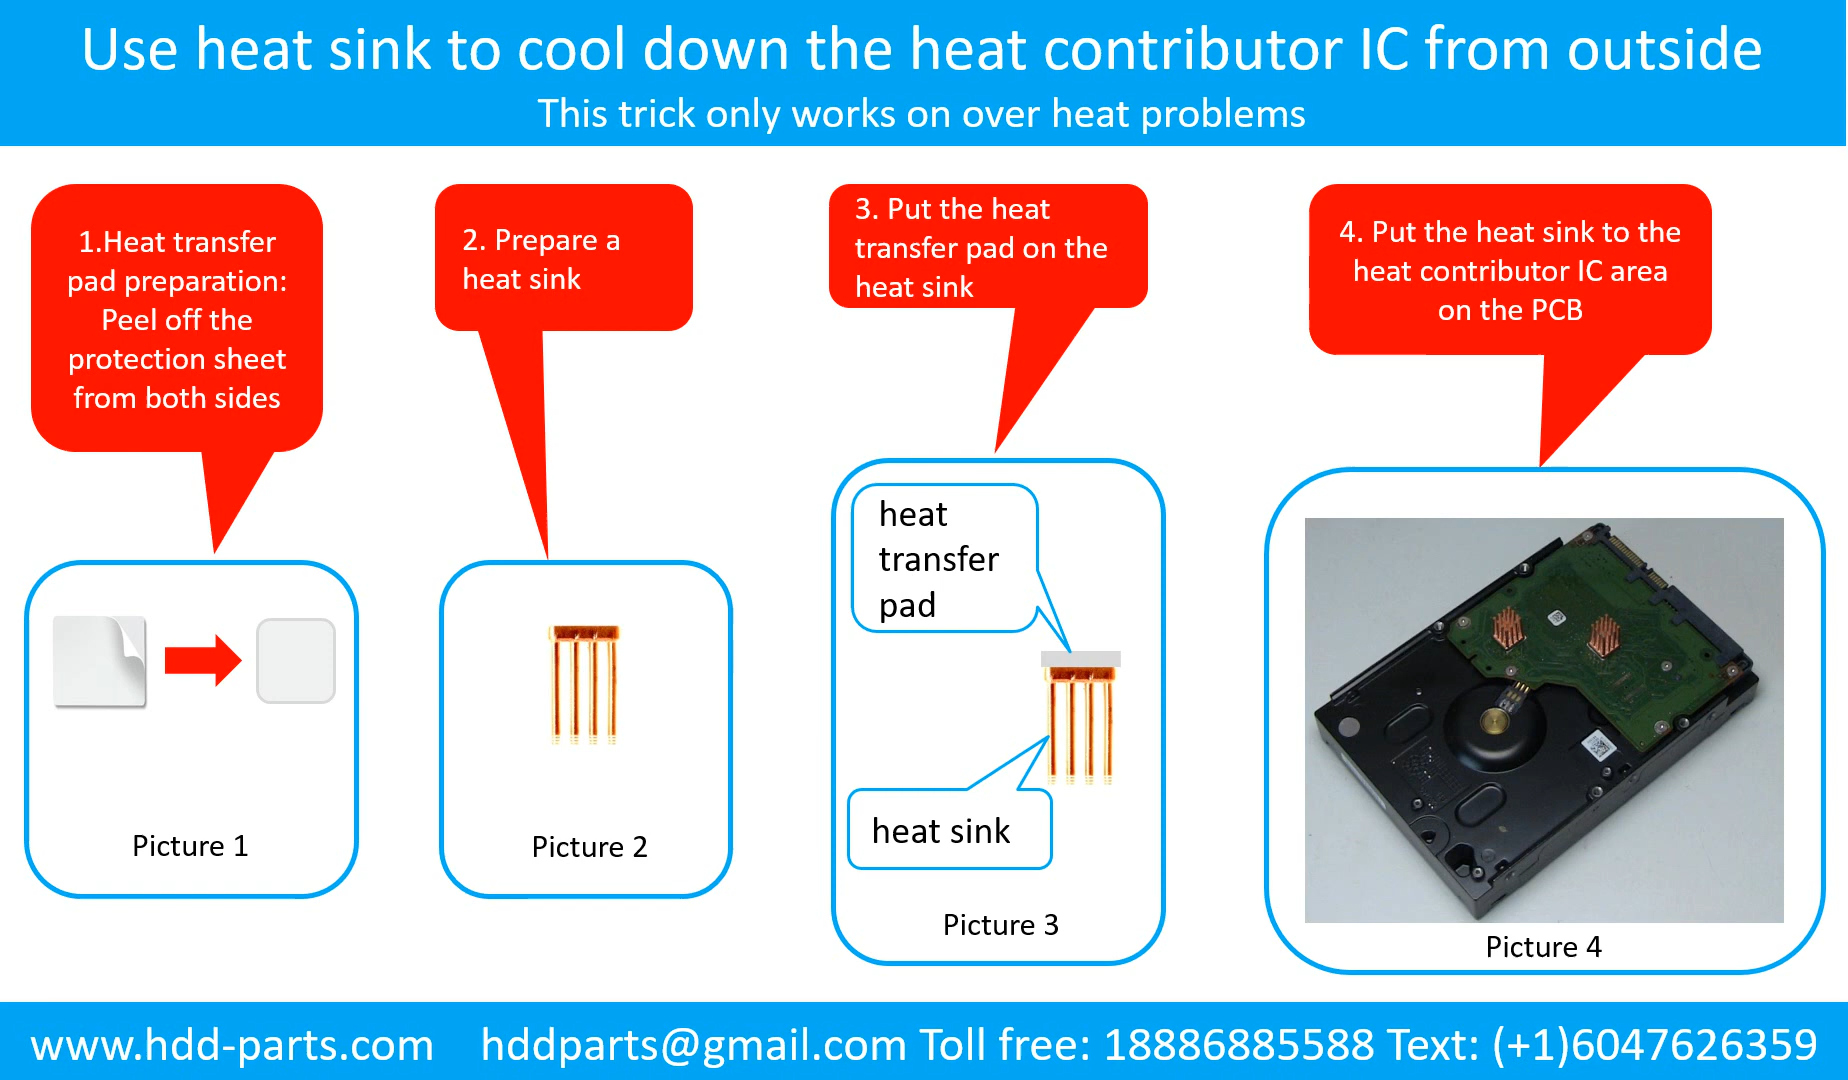 Use heat sink to cool down the heat contributor IC from outside
This trick only works on over heat problems
1.Heat transfer
pad preparation:
Peel off the
protection sheet
from both sides
2. Prepare a
heat sink
3. Put the heat
transfer pad on the
heat sink
4. Put the heat sink to the
heat contributor IC area
on the PCB
Picture 1
Picture 2
heat
transfer
pad
heat sink
Picture 3
Picture 4
www.hdd-parts.com hddparts@gmail.com Toll free: 18886885588 Text: (+1)6047626359